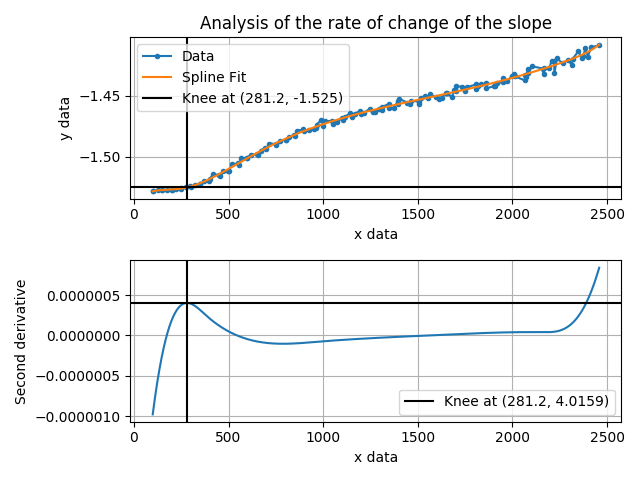 Analysis of the rate of change of the slope
Data
Spline Fit
Knee at (281.2, -1.525)
y data
−1.45
−1.50
0 500 1000 1500 2000 2500
x data
Second derivative
0.0000005
0.0000000
−0.0000005
−0.0000010
Knee at (281.2, 4.0159)
0 500 1000 1500 2000 2500
x data